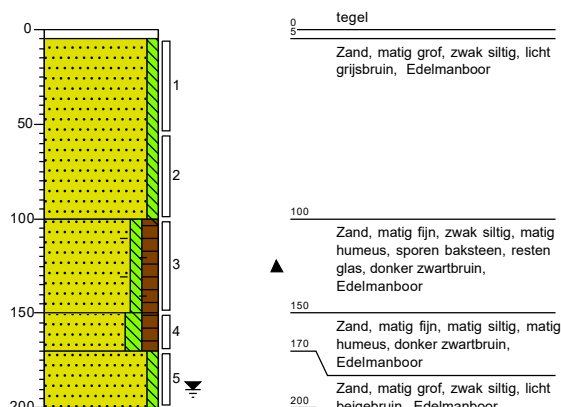 0
50
100
150
200
1
2
3
4
5
0
tegel
5
Zand, matig grof, zwak siltig, licht
grijsbruin, Edelmanboor
100
Zand, matig fijn, zwak siltig, matig
humeus, sporen baksteen, resten
glas, donker zwartbruin,
Edelmanboor
150
Zand, matig fijn, matig siltig, matig
humeus, donker zwartbruin,
Edelmanboor
170
Zand, matig grof, zwak siltig, licht
200
beigebruin, Edelmanboor